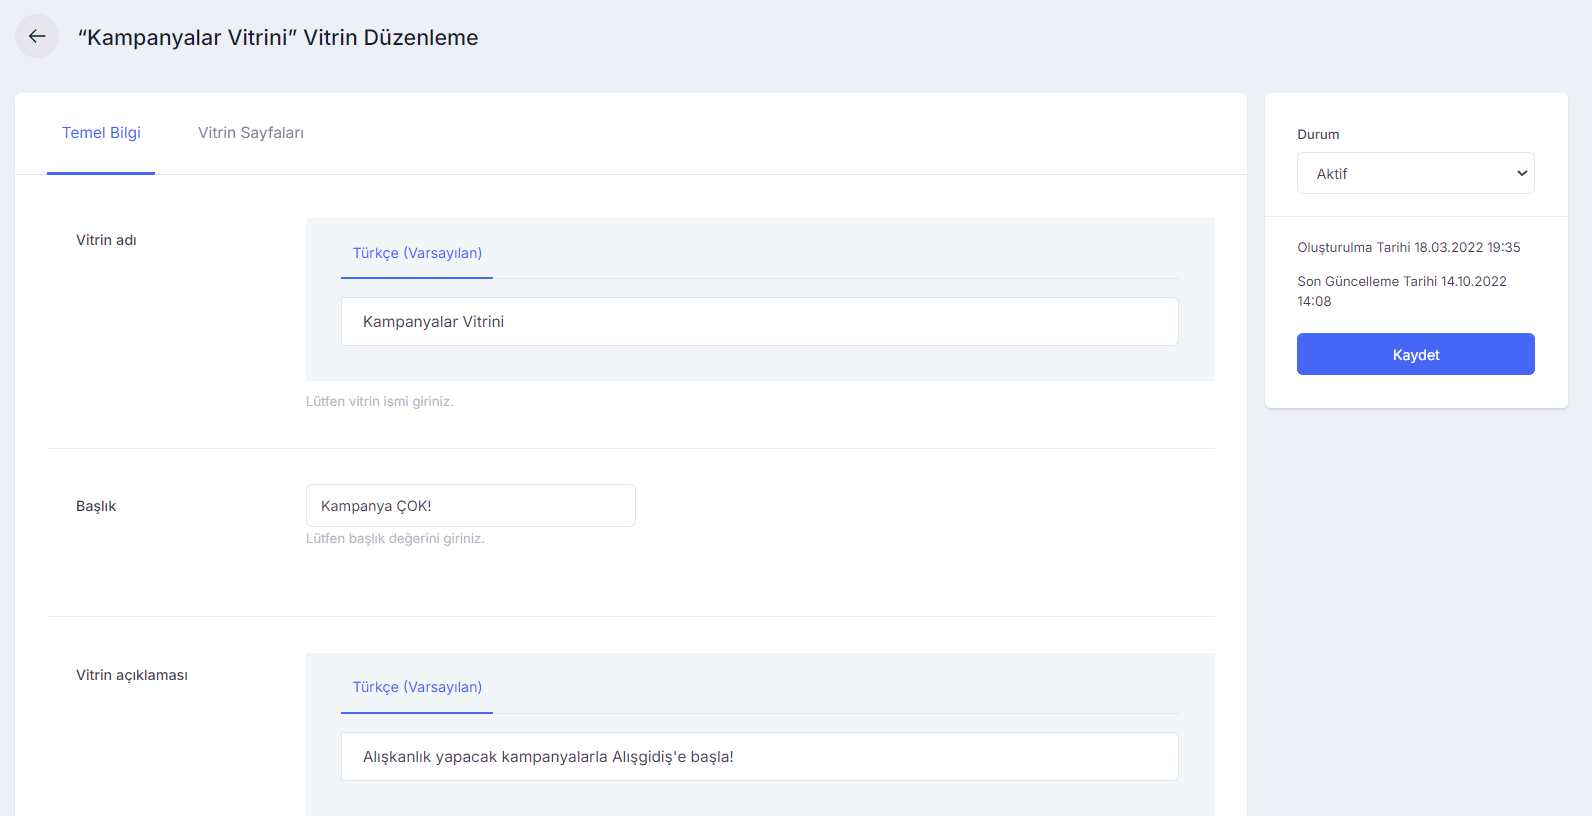 “Kampanyalar Vitrini” Vitrin Düzenleme
Temel Bilgi
Vitrin Sayfaları
Vitrin adı
Türkçe (Varsayılan)
Kampanyalar Vitrini
Lütfen vitrin ismi giriniz.
Başlık
Kampanya ÇOK!
Lütfen başlık değerini giriniz.
Vitrin açıklaması
Türkçe (Varsayılan)
Alışkanlık yapacak kampanyalarla Alışgidiş'e başla!
Durum
Aktif
Oluşturulma Tarihi 18.03.2022 19:35
Son Güncelleme Tarihi 14.10.2022
14:08
Kaydet